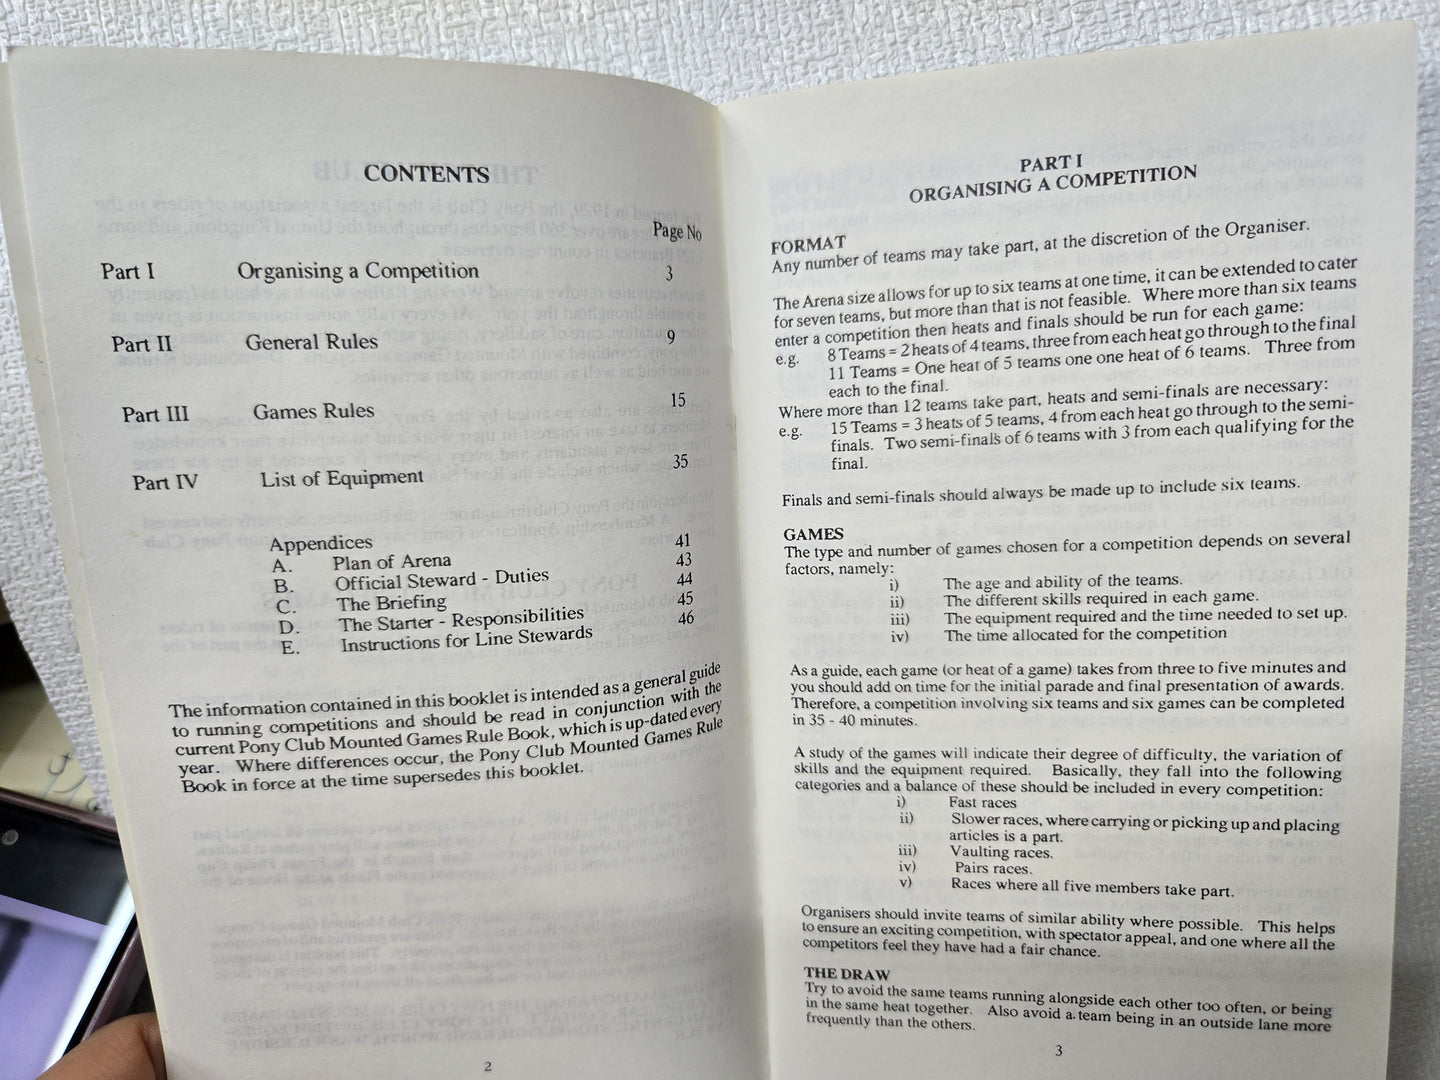 CONTENTS
Page No
Part I Organising a Competition 3
Part II General Rules 9
Part III Games Rules 15
Part IV List of Equipment 35
Appendices
A. Plan of Arena 41
B. Official Steward - Duties 43
C. The Briefing 44
D. The Starter - Responsibilities 45
E. Instructions for Line Stewards 46
The information contained in this booklet is intended as a general guide
to running competitions and should be read in conjunction with the
current Pony Club Mounted Games Rule Book, which is up-dated every
year. Where differences occur, the Pony Club Mounted Games Rule
Book in force at the time supersedes this booklet.
2
PART I
ORGANISING A COMPETITION
FORMAT
Any number of teams may take part, at the discretion of the Organiser.
The Arena size allows for up to six teams at one time, it can be extended to cater
for seven teams, but more than that is not feasible. Where more than six teams
enter a competition then heats and finals should be run for each game:
e.g. 8 Teams = 2 heats of 4 teams, three from each heat go through to the final
11 Teams = One heat of 5 teams one one heat of 6 teams. Three from
each to the final.
Where more than 12 teams take part, heats and semi-finals are necessary:
e.g. 15 Teams = 3 heats of 5 teams, 4 from each heat go through to the semi-
finals. Two semi-finals of 6 teams with 3 from each qualifying for the
final.
Finals and semi-finals should always be made up to include six teams.
GAMES
The type and number of games chosen for a competition depends on several
factors, namely:
i) The age and ability of the teams.
ii) The different skills required in each game.
iii) The equipment required and the time needed to set up.
iv) The time allocated for the competition
As a guide, each game (or heat of a game) takes from three to five minutes and
you should add on time for the initial parade and final presentation of awards.
Therefore, a competition involving six teams and six games can be completed
in 35 - 40 minutes.
A study of the games will indicate their degree of difficulty, the variation of
skills and the equipment required. Basically, they fall into the following
categories and a balance of these should be included in every competition:
i) Fast races
ii) Slower races, where carrying or picking up and placing
articles is a part.
iii) Vaulting races.
iv) Pairs races.
v) Races where all five members take part.
Organisers should invite teams of similar ability where possible. This helps
to ensure an exciting competition, with spectator appeal, and one where all the
competitors feel they have had a fair chance.
THE DRAW
Try to avoid the same teams running alongside each other too often, or being
in the same heat together. Also avoid a team being in an outside lane more
frequently than the others.
3